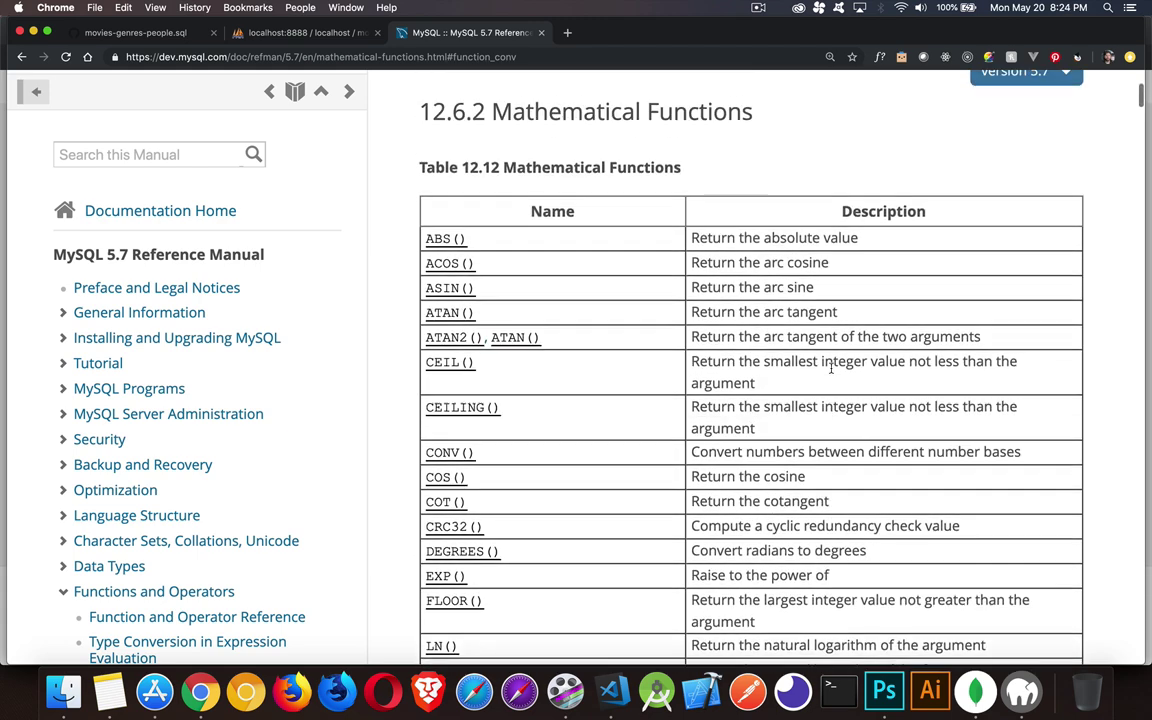 Chrome File Edit View History Bookmarks People Window Help
100% Mon May 20 8:24 PM
movies-genres-people.sql
localhost:8888 / localhost / m
MySQL :: MySQL 5.7 Referenc
https://dev.mysql.com/doc/refman/5.7/en/mathematical-functions.html#function_conv
f?
Version 5.7
Search this Manual
Documentation Home
MySQL 5.7 Reference Manual
Preface and Legal Notices
General Information
Installing and Upgrading MySQL
Tutorial
MySQL Programs
MySQL Server Administration
Security
Backup and Recovery
Optimization
Language Structure
Character Sets, Collations, Unicode
Data Types
Functions and Operators
Function and Operator Reference
Type Conversion in Expression
Evaluation
12.6.2 Mathematical Functions
Table 12.12 Mathematical Functions
Name Description
ABS() Return the absolute value
ACOS() Return the arc cosine
ASIN() Return the arc sine
ATAN() Return the arc tangent
ATAN2(), ATAN() Return the arc tangent of the two arguments
CEIL() Return the smallest integer value not less than the
argument
CEILING() Return the smallest integer value not less than the
argument
CONV() Convert numbers between different number bases
COS() Return the cosine
COT() Return the cotangent
CRC32() Compute a cyclic redundancy check value
DEGREES() Convert radians to degrees
EXP() Raise to the power of
FLOOR() Return the largest integer value not greater than the
argument
LN() Return the natural logarithm of the argument
Ps
Ai